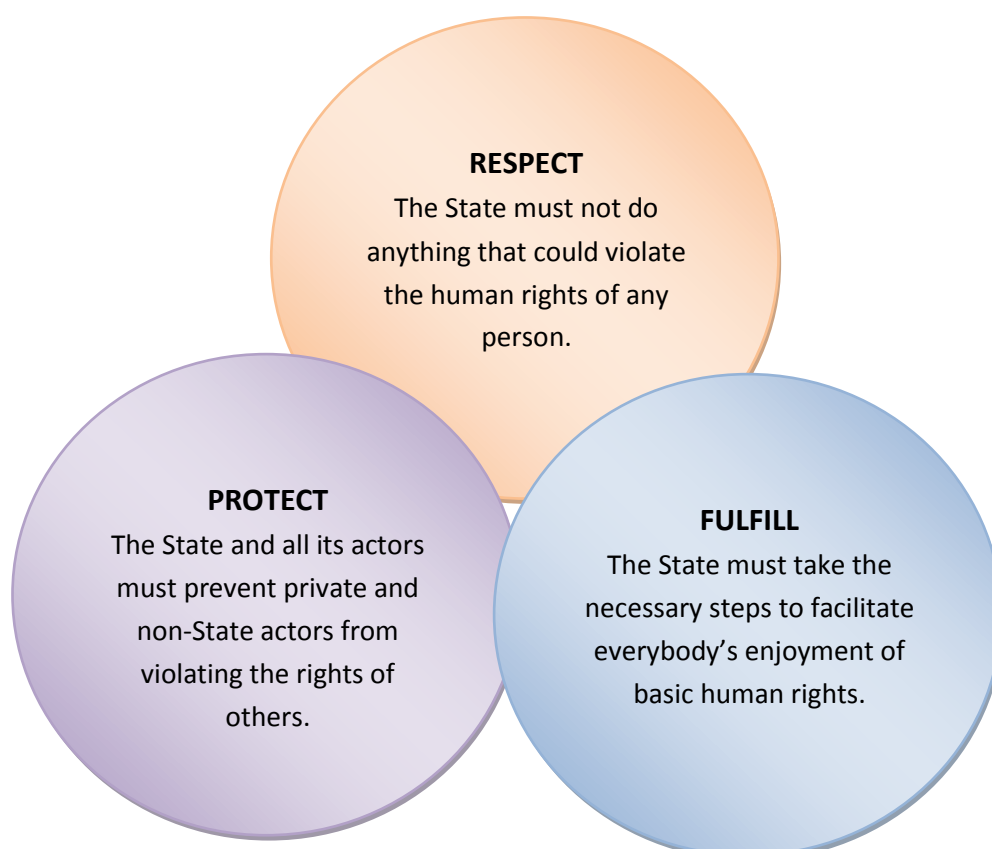 RESPECT
The State must not do
anything that could violate
the human rights of any
person.
PROTECT
The State and all its actors
must prevent private and
non-State actors from
violating the rights of
others.
FULFILL
The State must take the
necessary steps to facilitate
everybody’s enjoyment of
basic human rights.